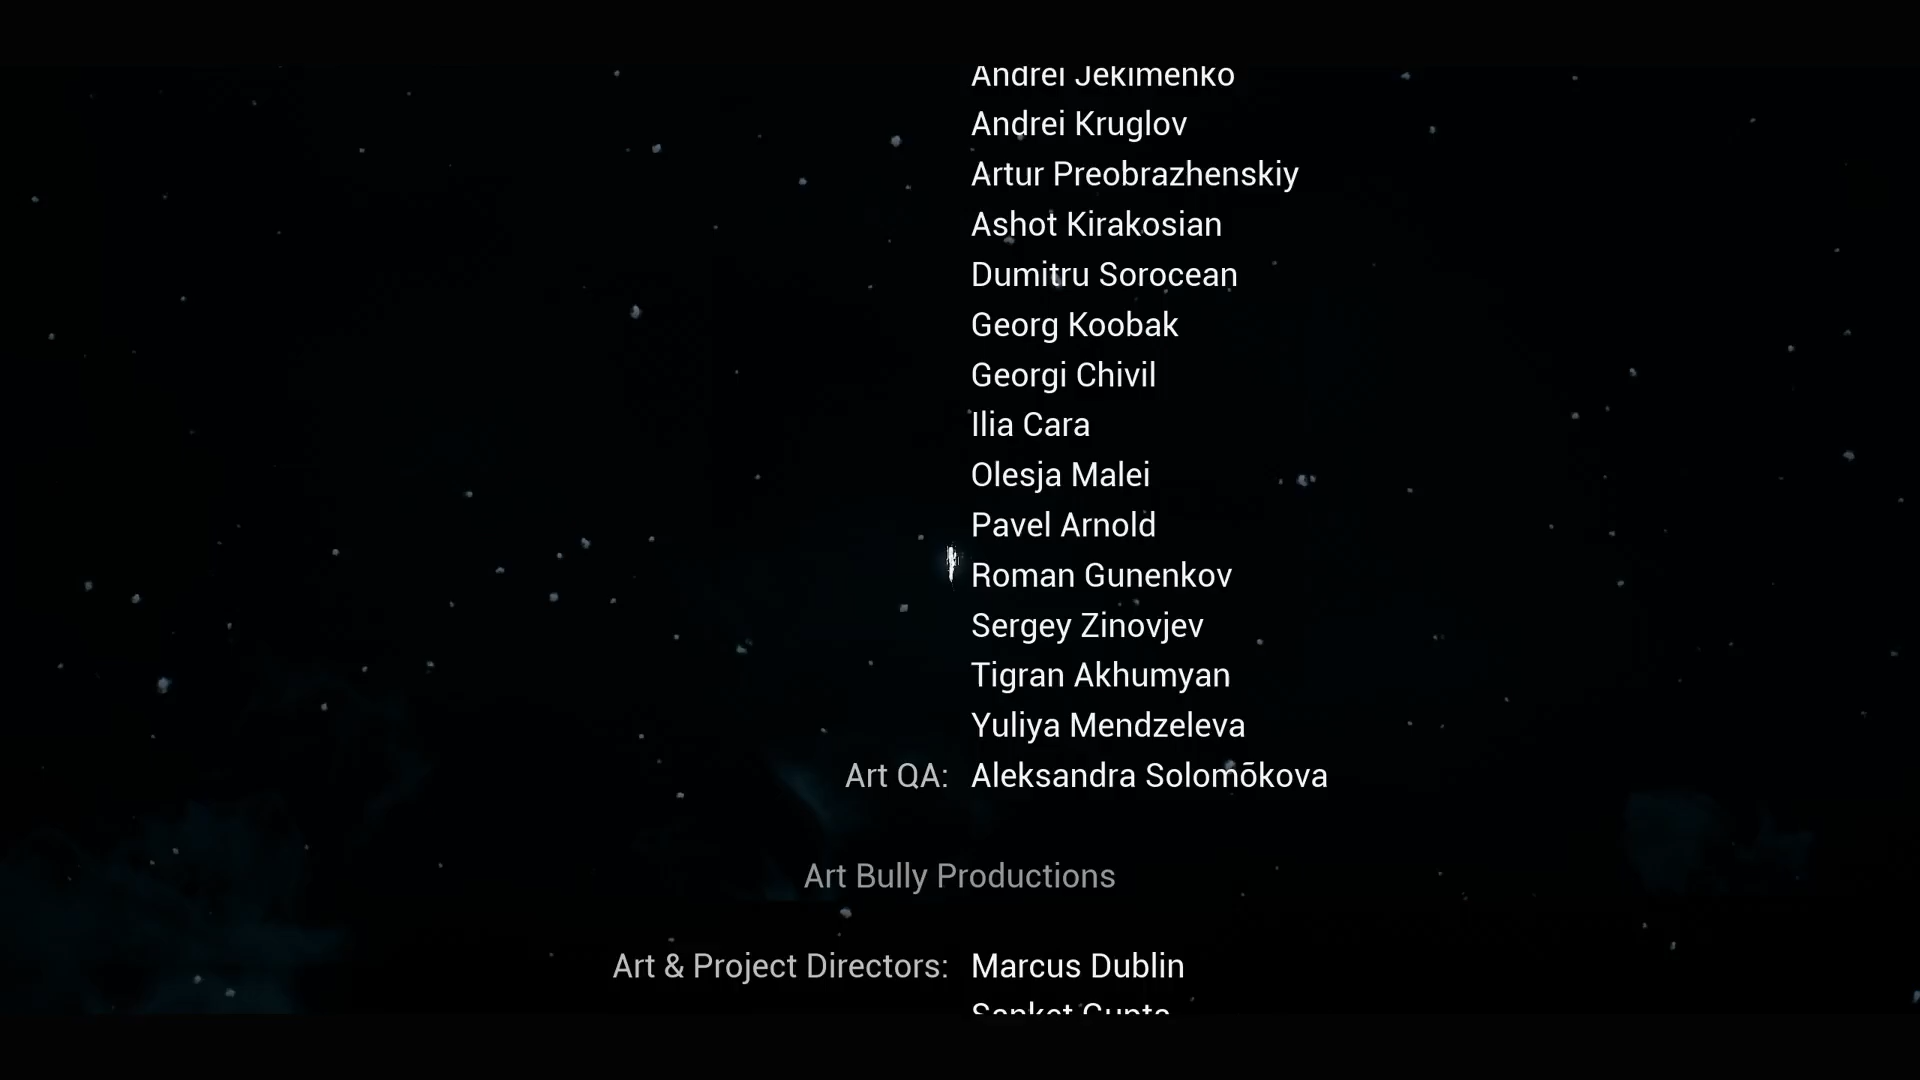 Andrei Jekimenko
Andrei Kruglov
Artur Preobrazhenskiy
Ashot Kirakosian
Dumitru Sorocean
Georg Koobak
Georgi Chivil
Ilia Cara
Olesja Malei
Pavel Arnold
Roman Gunenkov
Sergey Zinovjev
Tigran Akhumyan
Yuliya Mendzeleva
Art QA: Aleksandra Solomõkova
Art Bully Productions
Art & Project Directors: Marcus Dublin
Sanket Gupta